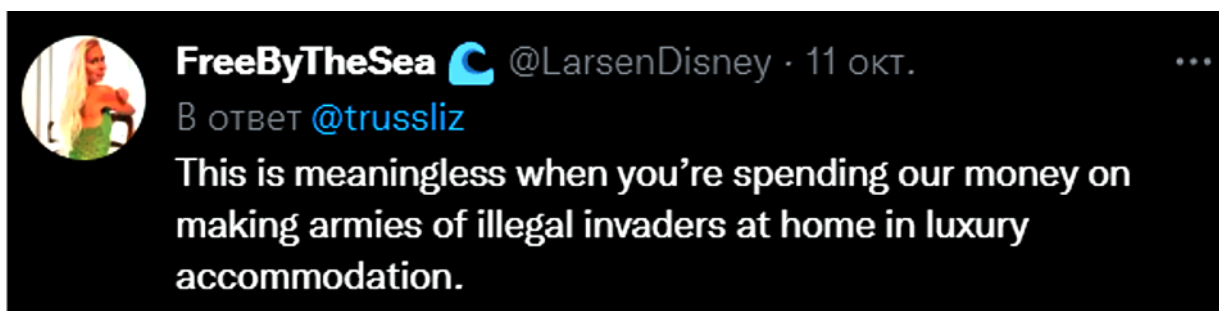 FreeByTheSea 🌊 @LarsenDisney · 11 окт.
В ответ @trussliz
This is meaningless when you’re spending our money on
making armies of illegal invaders at home in luxury
accommodation.